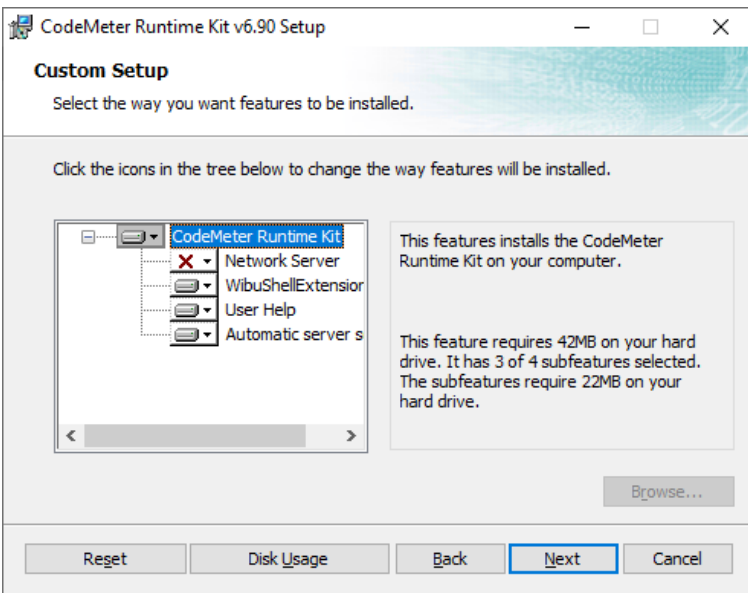 CodeMeter Runtime Kit v6.90 Setup
Custom Setup
Select the way you want features to be installed.
Click the icons in the tree below to change the way features will be installed.
CodeMeter Runtime Kit
Network Server
WibuShellExtension
User Help
Automatic server s
This features installs the CodeMeter
Runtime Kit on your computer.
This feature requires 42MB on your hard
drive. It has 3 of 4 subfeatures selected.
The subfeatures require 22MB on your
hard drive.
Browse...
Reset
Disk Usage
Back
Next
Cancel